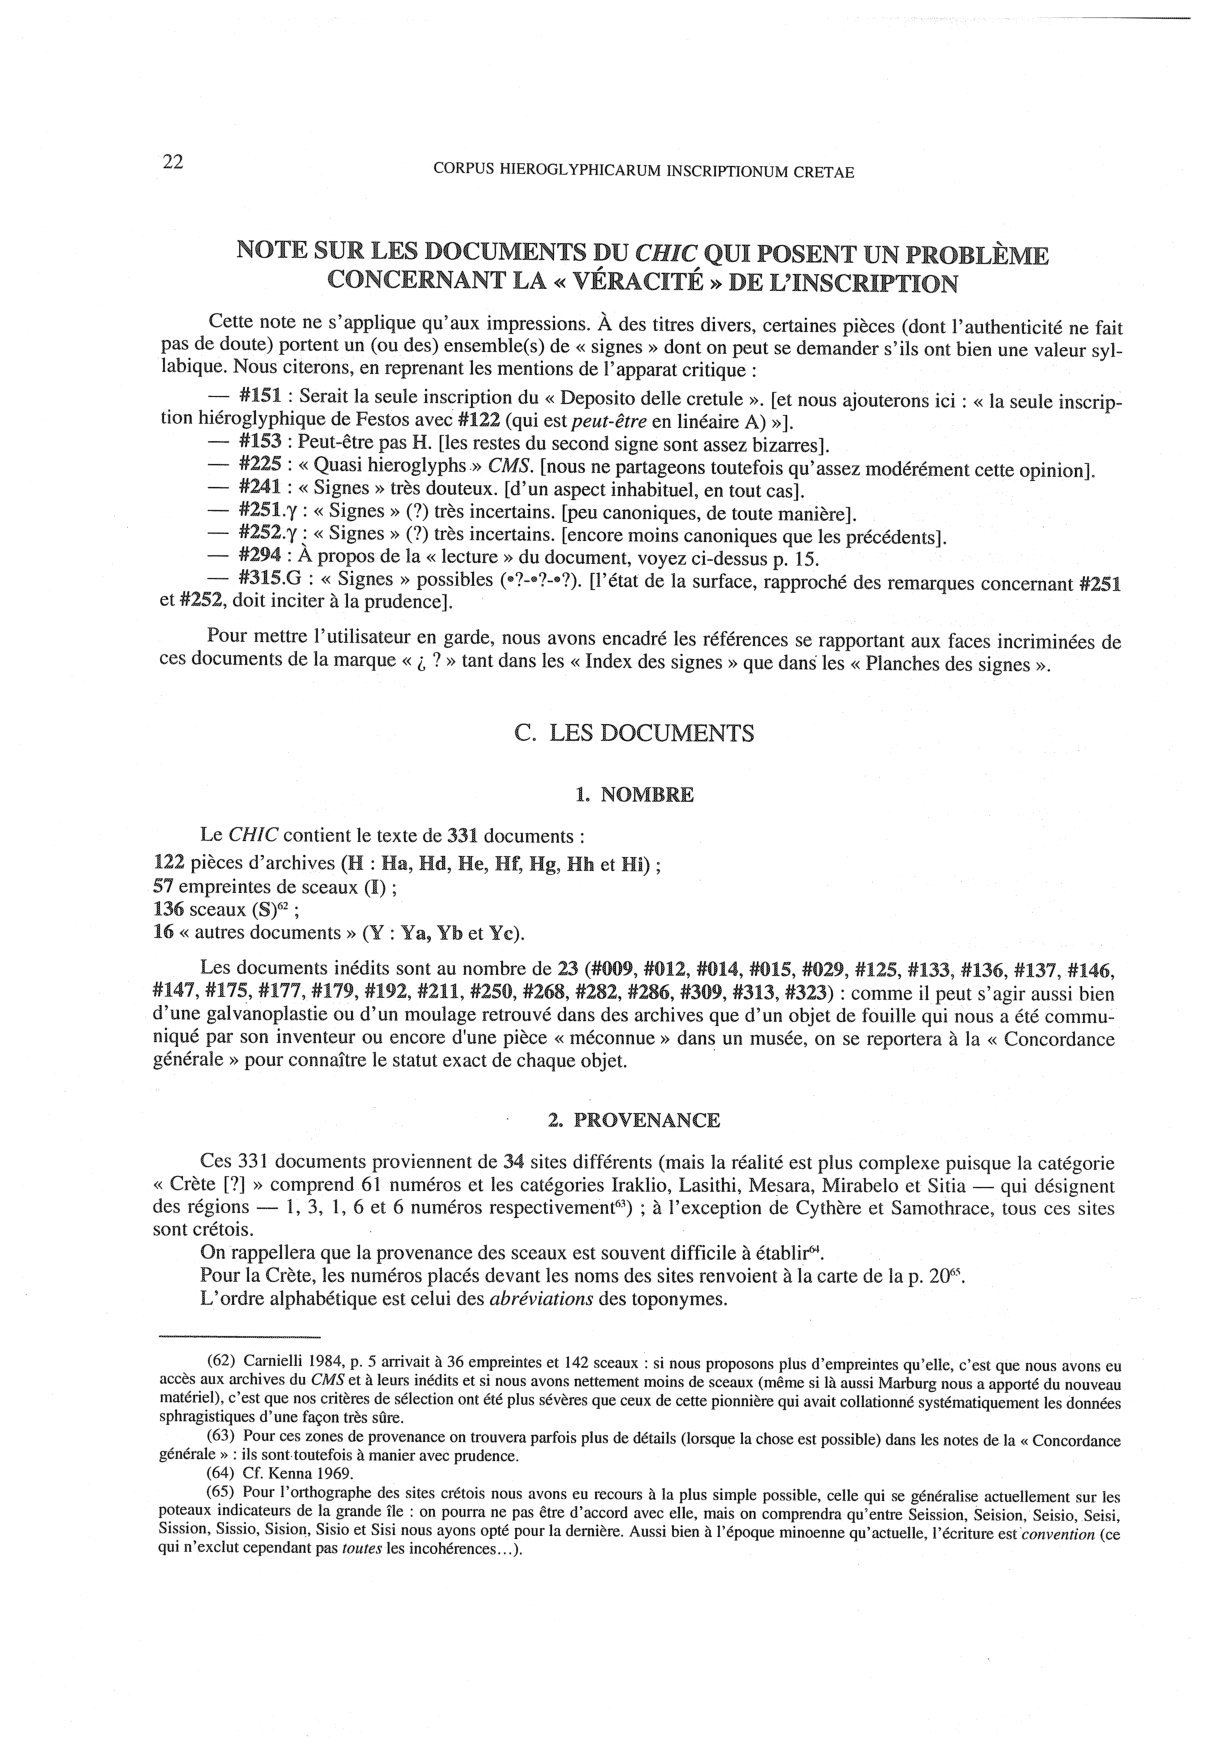 22
CORPUS HIEROGLYPHICARUM INSCRIPTIONUM CRETAE
NOTE SUR LES DOCUMENTS DU CHIC QUI POSENT UN PROBLÈME
CONCERNANT LA « VÉRACITÉ » DE L'INSCRIPTION
Cette note ne s'applique qu'aux impressions. À des titres divers, certaines pièces (dont l'authenticité ne fait
pas de doute) portent un (ou des) ensemble(s) de « signes » dont on peut se demander s'ils ont bien une valeur syl-
labique. Nous citerons, en reprenant les mentions de l'apparat critique :
— #151 : Serait la seule inscription du « Deposito delle cretule ». [et nous ajouterons ici : « la seule inscrip-
tion hiéroglyphique de Festos avec #122 (qui est peut-être en linéaire A) »].
— #153 : Peut-être pas H. [les restes du second signe sont assez bizarres].
— #225 : « Quasi hieroglyphs » CMS. [nous ne partageons toutefois qu'assez modérément cette opinion].
— #241 : « Signes » très douteux. [d'un aspect inhabituel, en tout cas].
— #251.γ : « Signes » (?) très incertains. [peu canoniques, de toute manière].
— #252.γ : « Signes » (?) très incertains. [encore moins canoniques que les précédents].
— #294 : À propos de la « lecture » du document, voyez ci-dessus p. 15.
— #315.G : « Signes » possibles (•?-•?-•?). [l'état de la surface, rapproché des remarques concernant #251
et #252, doit inciter à la prudence].
Pour mettre l'utilisateur en garde, nous avons encadré les références se rapportant aux faces incriminées de
ces documents de la marque « ¿ ? » tant dans les « Index des signes » que dans les « Planches des signes ».
C. LES DOCUMENTS
1. NOMBRE
Le CHIC contient le texte de 331 documents :
122 pièces d'archives (H : Ha, Hd, He, Hf, Hg, Hh et Hi) ;
57 empreintes de sceaux (I) ;
136 sceaux (S)⁶² ;
16 « autres documents » (Y : Ya, Yb et Yc).
Les documents inédits sont au nombre de 23 (#009, #012, #014, #015, #029, #125, #133, #136, #137, #146,
#147, #175, #177, #179, #192, #211, #250, #268, #282, #286, #309, #313, #323) : comme il peut s'agir aussi bien
d'une galvanoplastie ou d'un moulage retrouvé dans des archives que d'un objet de fouille qui nous a été commu-
niqué par son inventeur ou encore d'une pièce « méconnue » dans un musée, on se reportera à la « Concordance
générale » pour connaître le statut exact de chaque objet.
2. PROVENANCE
Ces 331 documents proviennent de 34 sites différents (mais la réalité est plus complexe puisque la catégorie
« Crète [?] » comprend 61 numéros et les catégories Iraklio, Lasithi, Mesara, Mirabelo et Sitia — qui désignent
des régions — 1, 3, 1, 6 et 6 numéros respectivement⁶³) ; à l'exception de Cythère et Samothrace, tous ces sites
sont crétois.
On rappellera que la provenance des sceaux est souvent difficile à établir⁶⁴.
Pour la Crète, les numéros placés devant les noms des sites renvoient à la carte de la p. 20⁶⁵.
L'ordre alphabétique est celui des abréviations des toponymes.
(62) Carnielli 1984, p. 5 arrivait à 36 empreintes et 142 sceaux : si nous proposons plus d'empreintes qu'elle, c'est que nous avons eu
accès aux archives du CMS et à leurs inédits et si nous avons nettement moins de sceaux (même si là aussi Marburg nous a apporté du nouveau
matériel), c'est que nos critères de sélection ont été plus sévères que ceux de cette pionnière qui avait collationné systématiquement les données
sphragistiques d'une façon très sûre.
(63) Pour ces zones de provenance on trouvera parfois plus de détails (lorsque la chose est possible) dans les notes de la « Concordance
générale » : ils sont toutefois à manier avec prudence.
(64) Cf. Kenna 1969.
(65) Pour l'orthographe des sites crétois nous avons eu recours à la plus simple possible, celle qui se généralise actuellement sur les
poteaux indicateurs de la grande île : on pourra ne pas être d'accord avec elle, mais on comprendra qu'entre Seission, Seision, Seisio, Seisi,
Sission, Sissio, Sision, Sisio et Sisi nous ayons opté pour la dernière. Aussi bien à l'époque minoenne qu'actuelle, l'écriture est convention (ce
qui n'exclut cependant pas toutes les incohérences...).